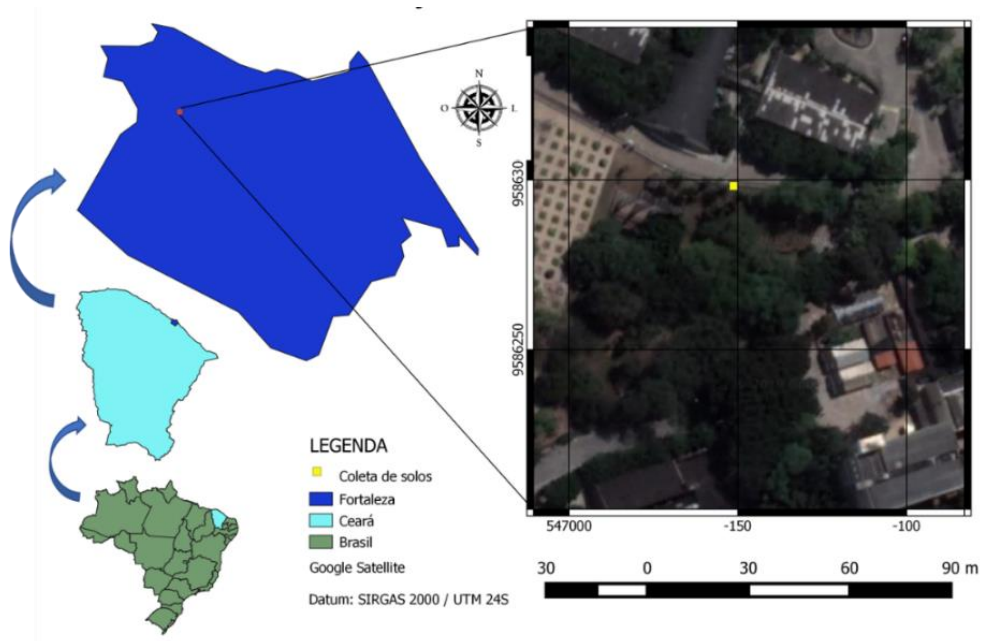 N
O
L
S
958630
9586250
547000
-150
-100
30 0 30 60 90 m
LEGENDA
Coleta de solos
Fortaleza
Ceará
Brasil
Google Satellite
Datum: SIRGAS 2000 / UTM 24S